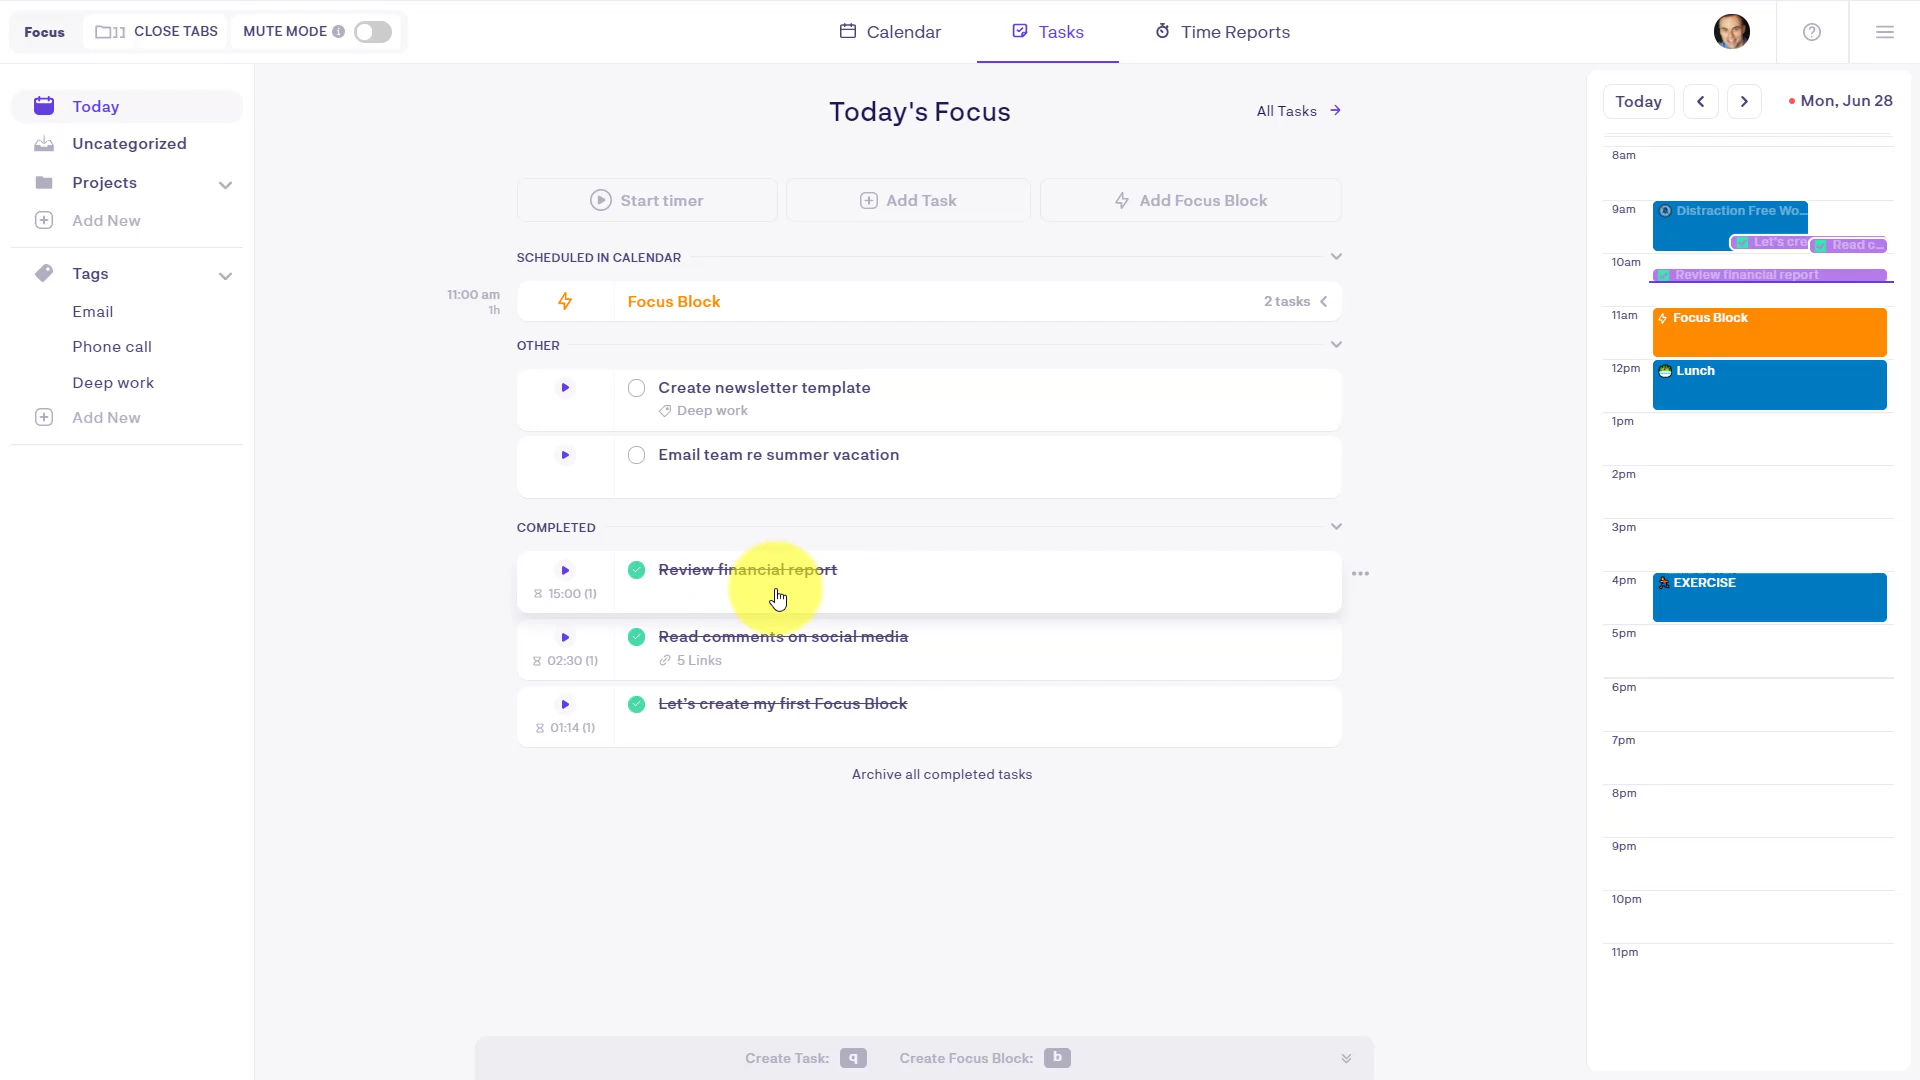 Focus
CLOSE TABS
MUTE MODE
Calendar
Tasks
Time Reports
Today
Uncategorized
Projects
Add New
Tags
Email
Phone call
Deep work
Add New
Today's Focus
All Tasks
Start timer
Add Task
Add Focus Block
SCHEDULED IN CALENDAR
11:00 am
1h
Focus Block
2 tasks
OTHER
Create newsletter template
Deep work
Email team re summer vacation
COMPLETED
Review financial report
15:00 (1)
Read comments on social media
02:30 (1)
5 Links
Let's create my first Focus Block
01:14 (1)
Archive all completed tasks
Create Task: q
Create Focus Block: b
Today
Mon, Jun 28
8am
9am
Distraction Free Wo...
Let's cre
Read c...
10am
Review financial report
11am
Focus Block
12pm
Lunch
1pm
2pm
3pm
4pm
EXERCISE
5pm
6pm
7pm
8pm
9pm
10pm
11pm